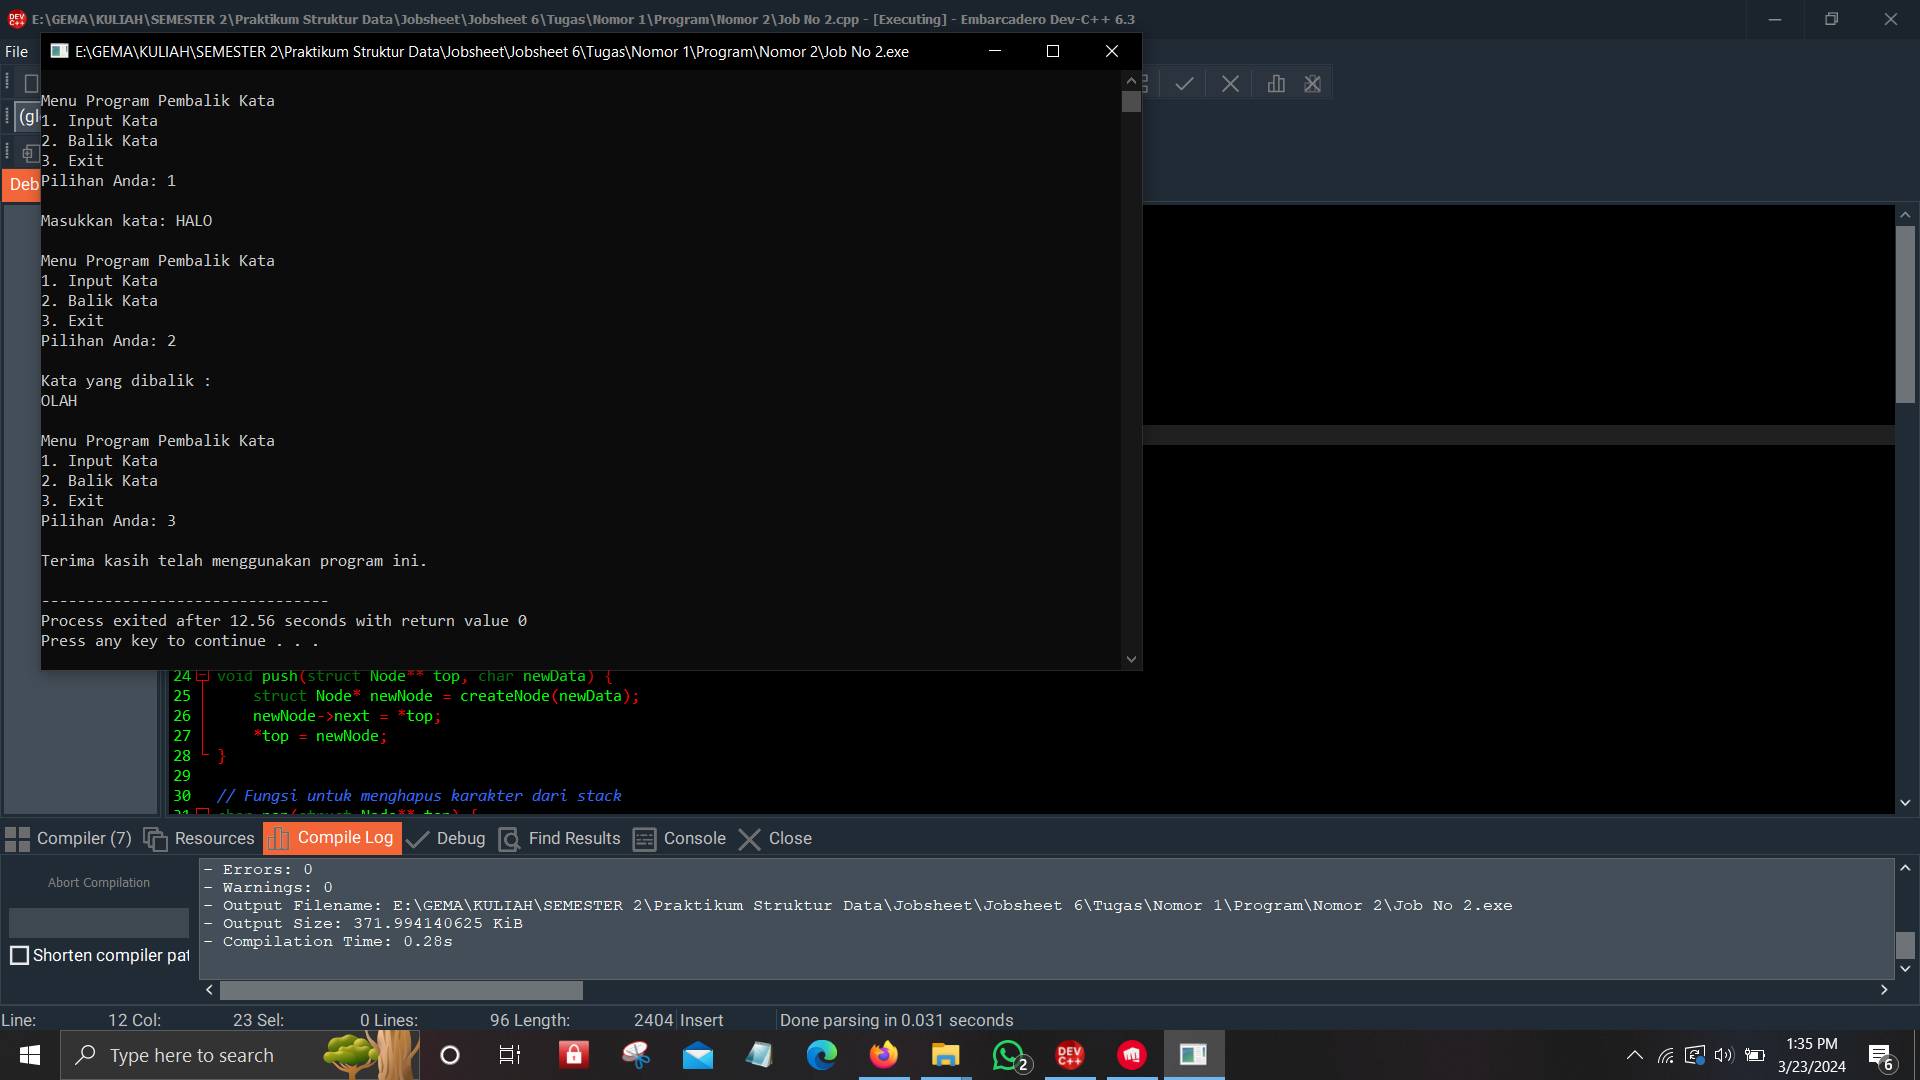 E:\GEMA\KULIAH\SEMESTER 2\Praktikum Struktur Data\Jobsheet\Jobsheet 6\Tugas\Nomor 1\Program\Nomor 2\Job No 2.cpp - [Executing] - Embarcadero Dev-C++ 6.3
File
E:\GEMA\KULIAH\SEMESTER 2\Praktikum Struktur Data\Jobsheet\Jobsheet 6\Tugas\Nomor 1\Program\Nomor 2\Job No 2.exe
Menu Program Pembalik Kata
1. Input Kata
2. Balik Kata
3. Exit
Pilihan Anda: 1
Masukkan kata: HALO
Menu Program Pembalik Kata
1. Input Kata
2. Balik Kata
3. Exit
Pilihan Anda: 2
Kata yang dibalik :
OLAH
Menu Program Pembalik Kata
1. Input Kata
2. Balik Kata
3. Exit
Pilihan Anda: 3
Terima kasih telah menggunakan program ini.
--------------------------------
Process exited after 12.56 seconds with return value 0
Press any key to continue . . .
(gl
Deb
24 void push(struct Node** top, char newData) {
25 struct Node* newNode = createNode(newData);
26 newNode->next = *top;
27 *top = newNode;
28 }
29
30 // Fungsi untuk menghapus karakter dari stack
Compiler (7) Resources Compile Log Debug Find Results Console Close
Abort Compilation
Shorten compiler pat
- Errors: 0
- Warnings: 0
- Output Filename: E:\GEMA\KULIAH\SEMESTER 2\Praktikum Struktur Data\Jobsheet\Jobsheet 6\Tugas\Nomor 1\Program\Nomor 2\Job No 2.exe
- Output Size: 371.994140625 KiB
- Compilation Time: 0.28s
Line: 12 Col: 23 Sel: 0 Lines: 96 Length: 2404 Insert Done parsing in 0.031 seconds
Type here to search
2
DEV C++
1:35 PM
3/23/2024
6